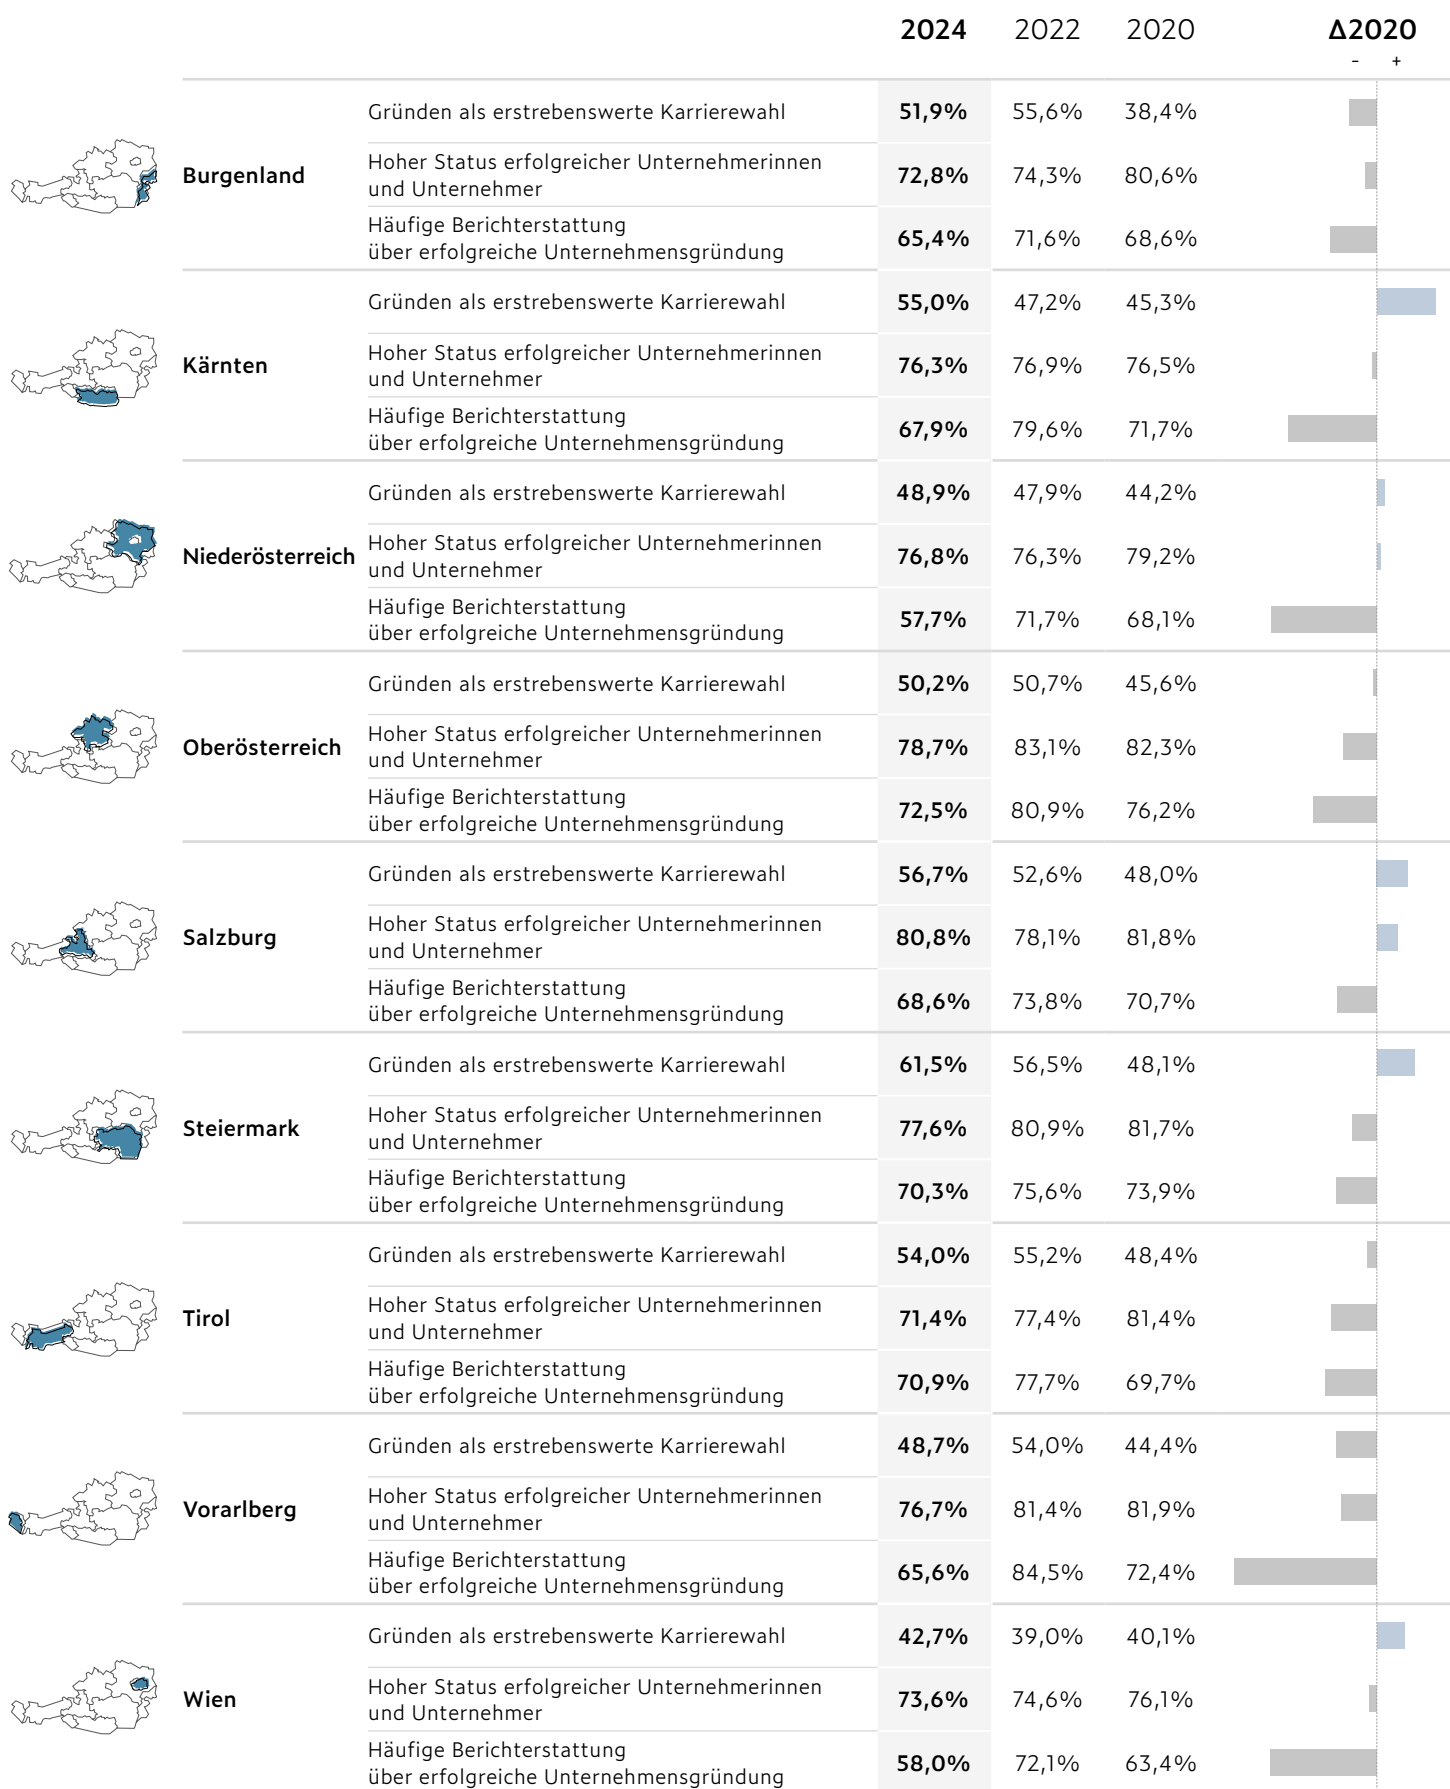 2024 2022 2020 Δ2020
- +
Gründen als erstrebenswerte Karrierewahl 51,9% 55,6% 38,4%
Burgenland
Hoher Status erfolgreicher Unternehmerinnen
und Unternehmer
72,8% 74,3% 80,6%
Häufige Berichterstattung
über erfolgreiche Unternehmensgründung
65,4% 71,6% 68,6%
Gründen als erstrebenswerte Karrierewahl 55,0% 47,2% 45,3%
Kärnten
Hoher Status erfolgreicher Unternehmerinnen
und Unternehmer
76,3% 76,9% 76,5%
Häufige Berichterstattung
über erfolgreiche Unternehmensgründung
67,9% 79,6% 71,7%
Gründen als erstrebenswerte Karrierewahl 48,9% 47,9% 44,2%
Niederösterreich
Hoher Status erfolgreicher Unternehmerinnen
und Unternehmer
76,8% 76,3% 79,2%
Häufige Berichterstattung
über erfolgreiche Unternehmensgründung
57,7% 71,7% 68,1%
Gründen als erstrebenswerte Karrierewahl 50,2% 50,7% 45,6%
Oberösterreich
Hoher Status erfolgreicher Unternehmerinnen
und Unternehmer
78,7% 83,1% 82,3%
Häufige Berichterstattung
über erfolgreiche Unternehmensgründung
72,5% 80,9% 76,2%
Gründen als erstrebenswerte Karrierewahl 56,7% 52,6% 48,0%
Salzburg
Hoher Status erfolgreicher Unternehmerinnen
und Unternehmer
80,8% 78,1% 81,8%
Häufige Berichterstattung
über erfolgreiche Unternehmensgründung
68,6% 73,8% 70,7%
Gründen als erstrebenswerte Karrierewahl 61,5% 56,5% 48,1%
Steiermark
Hoher Status erfolgreicher Unternehmerinnen
und Unternehmer
77,6% 80,9% 81,7%
Häufige Berichterstattung
über erfolgreiche Unternehmensgründung
70,3% 75,6% 73,9%
Gründen als erstrebenswerte Karrierewahl 54,0% 55,2% 48,4%
Tirol
Hoher Status erfolgreicher Unternehmerinnen
und Unternehmer
71,4% 77,4% 81,4%
Häufige Berichterstattung
über erfolgreiche Unternehmensgründung
70,9% 77,7% 69,7%
Gründen als erstrebenswerte Karrierewahl 48,7% 54,0% 44,4%
Vorarlberg
Hoher Status erfolgreicher Unternehmerinnen
und Unternehmer
76,7% 81,4% 81,9%
Häufige Berichterstattung
über erfolgreiche Unternehmensgründung
65,6% 84,5% 72,4%
Gründen als erstrebenswerte Karrierewahl 42,7% 39,0% 40,1%
Wien
Hoher Status erfolgreicher Unternehmerinnen
und Unternehmer
73,6% 74,6% 76,1%
Häufige Berichterstattung
über erfolgreiche Unternehmensgründung
58,0% 72,1% 63,4%